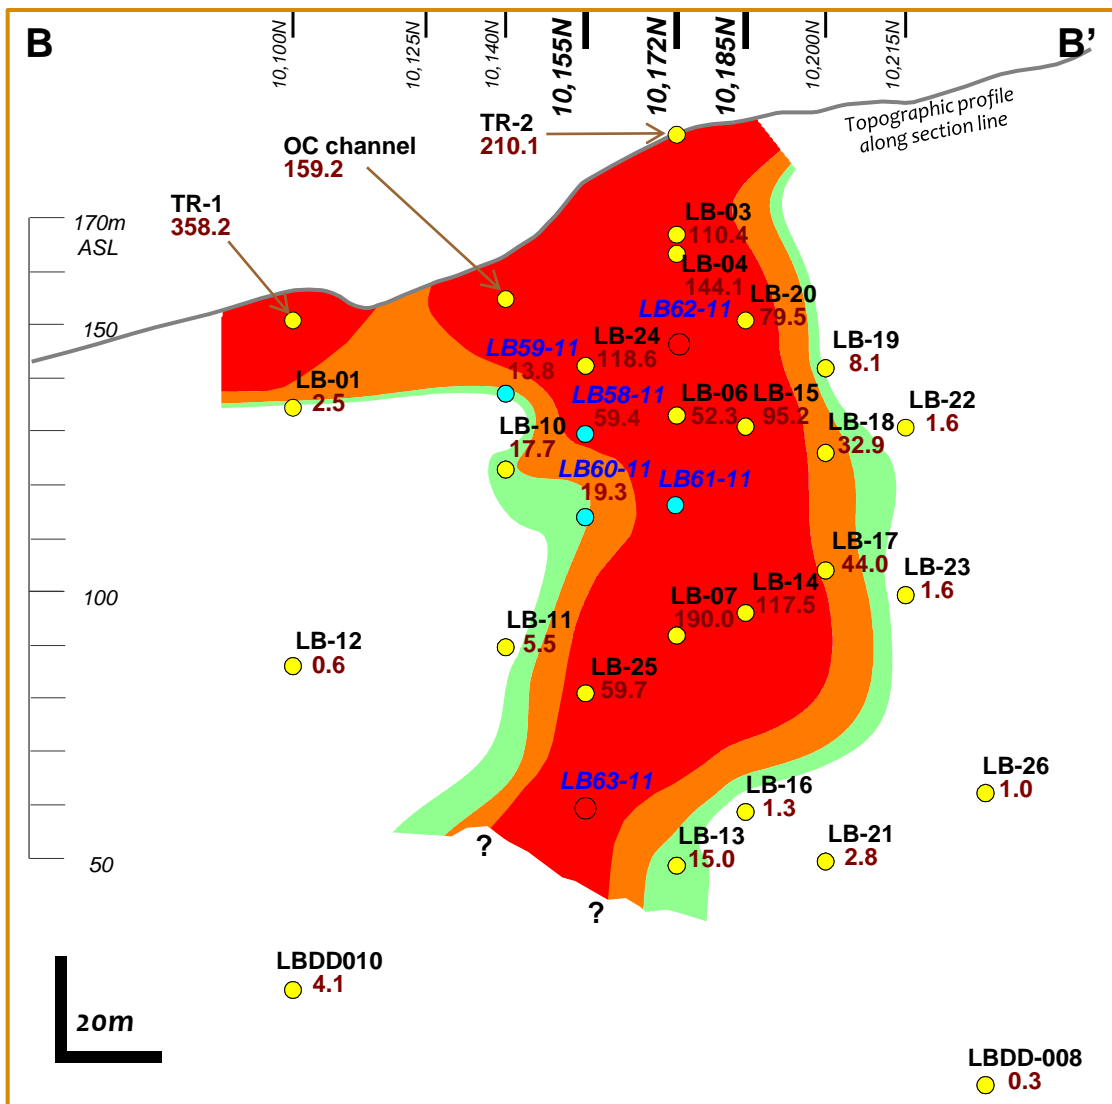 B
10,100N
10,125N
10,140N
10,155N
10,172N
10,185N
10,200N
10,215N
B’
Topographic profile
along section line
TR-2
210.1
OC channel
159.2
TR-1
358.2
170m
ASL
150
100
50
LB-03
110.4
LB-04
144.1
LB62-11
LB-20
79.5
LB59-11
13.8
LB-24
118.6
LB-19
8.1
LB-01
2.5
LB58-11
59.4
LB-06
52.3
LB-15
95.2
LB-22
1.6
LB-10
17.7
LB-18
32.9
LB60-11
19.3
LB61-11
LB-17
44.0
LB-23
1.6
LB-14
117.5
LB-07
190.0
LB-11
5.5
LB-12
0.6
LB-25
59.7
LB63-11
LB-26
1.0
LB-16
1.3
?
LB-13
15.0
LB-21
2.8
?
LBDD010
4.1
20m
LBDD-008
0.3